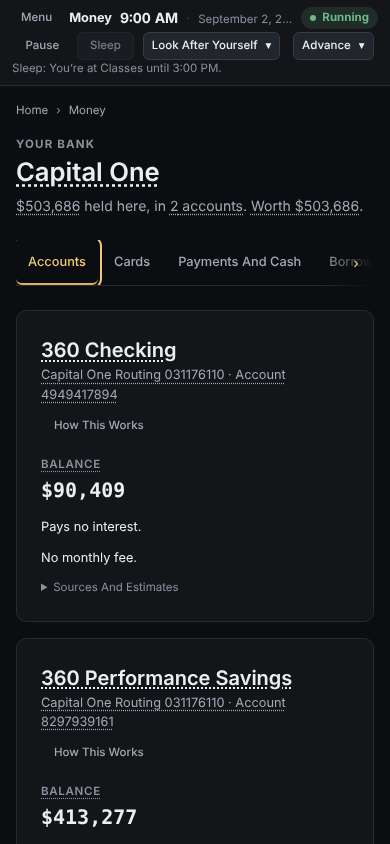 Menu Money 9:00 AM · September 2, 2... Running
Pause Sleep Look After Yourself ▾ Advance ▾
Sleep: You're at Classes until 3:00 PM.
Home › Money
YOUR BANK
Capital One
$503,686 held here, in 2 accounts. Worth $503,686.
Accounts Cards Payments And Cash Borrow ›
360 Checking
Capital One Routing 031176110 · Account
4949417894
How This Works
BALANCE
$90,409
Pays no interest.
No monthly fee.
▶ Sources And Estimates
360 Performance Savings
Capital One Routing 031176110 · Account
8297939161
How This Works
BALANCE
$413,277